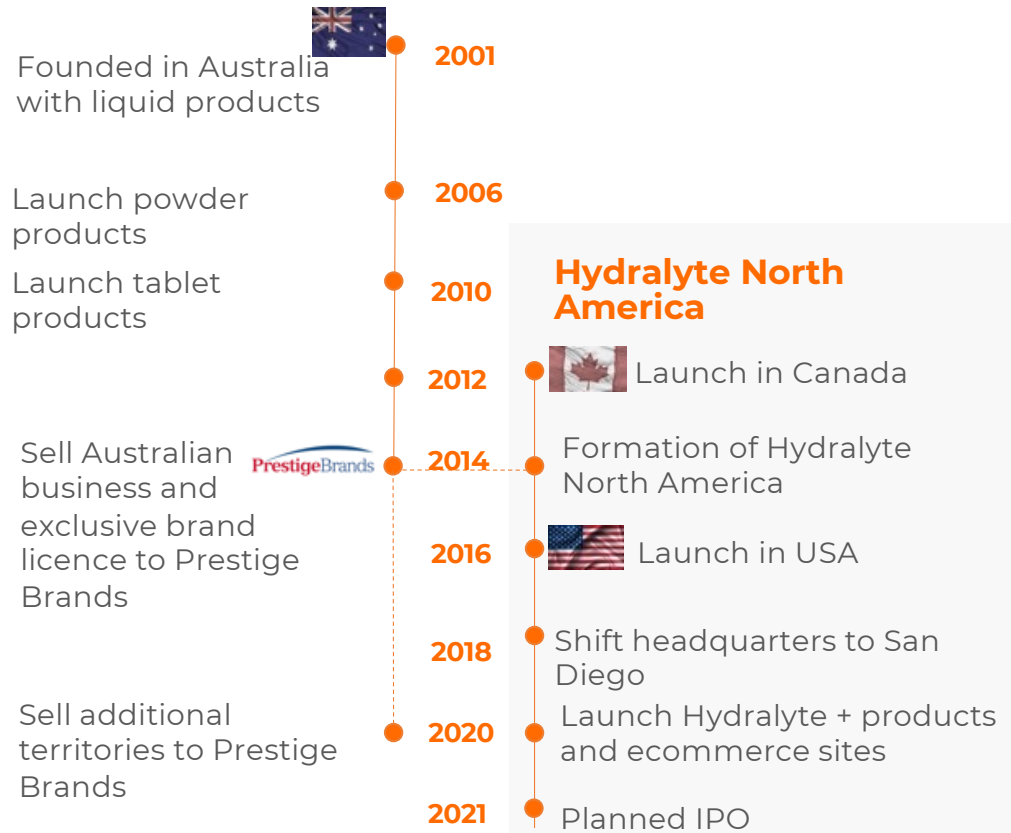 2001
Founded in Australia
with liquid products
2006
Launch powder
products
2010
Launch tablet
products
Hydralyte North
America
2012
Launch in Canada
2014
Sell Australian
business and
exclusive brand
licence to Prestige
Brands
PrestigeBrands
Formation of Hydralyte
North America
2016
Launch in USA
2018
Shift headquarters to San
Diego
2020
Sell additional
territories to Prestige
Brands
Launch Hydralyte + products
and ecommerce sites
2021
Planned IPO